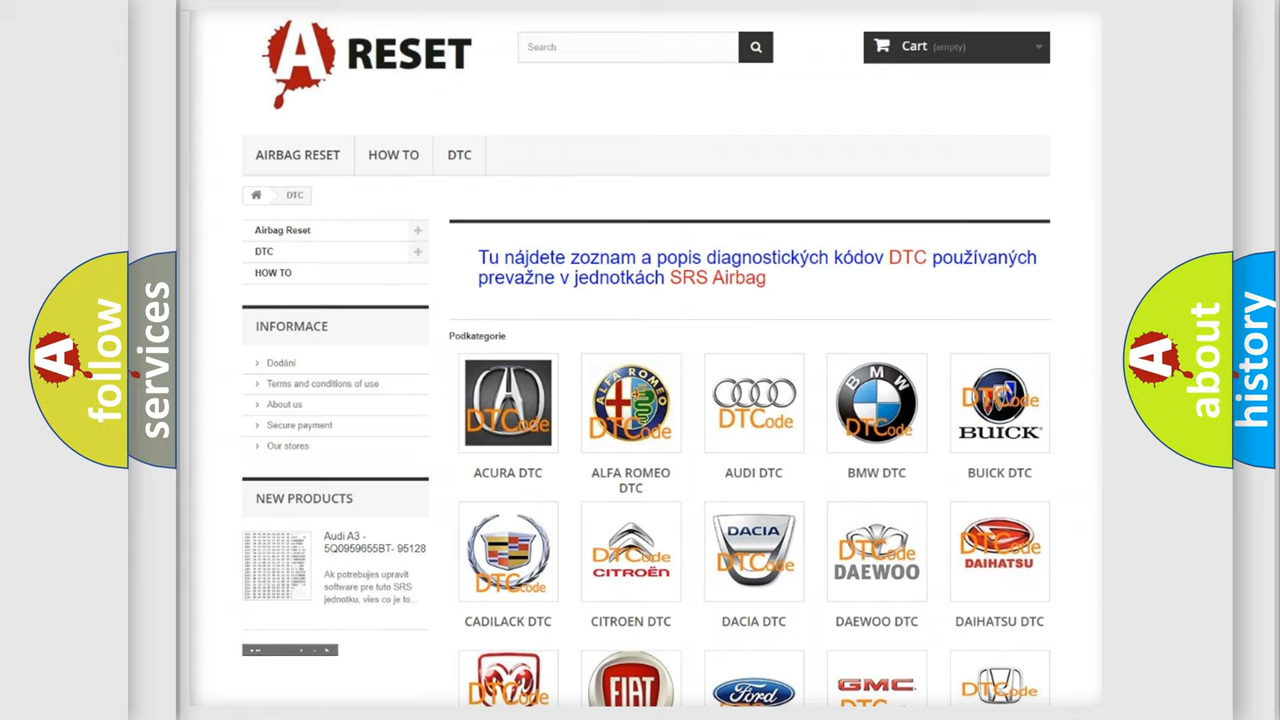 A RESET
Search
Cart (empty)
AIRBAG RESET
HOW TO
DTC
DTC
Airbag Reset
DTC
HOW TO
Tu nájdete zoznam a popis diagnostických kódov DTC používaných
prevažne v jednotkách SRS Airbag
INFORMACE
Dodání
Terms and conditions of use
About us
Secure payment
Our stores
Podkategorie
DTCode
ALFA ROMEO
DTCode
DTCode
BMW
DTCode
DTCode
BUICK
ACURA DTC
ALFA ROMEO
DTC
AUDI DTC
BMW DTC
BUICK DTC
NEW PRODUCTS
Audi A3 -
5Q0959655BT- 95128
Ak potrebujes upravit
software pre tuto SRS
jednotku, vies co je to...
DTCode
DTCode
CITROËN
DACIA
DTCode
DTCode
DAEWOO
DTCode
DAIHATSU
CADILACK DTC
CITROEN DTC
DACIA DTC
DAEWOO DTC
DAIHATSU DTC
DTCode
FIAT
Ford
GMC
DTCode
A follow
services
A about
history